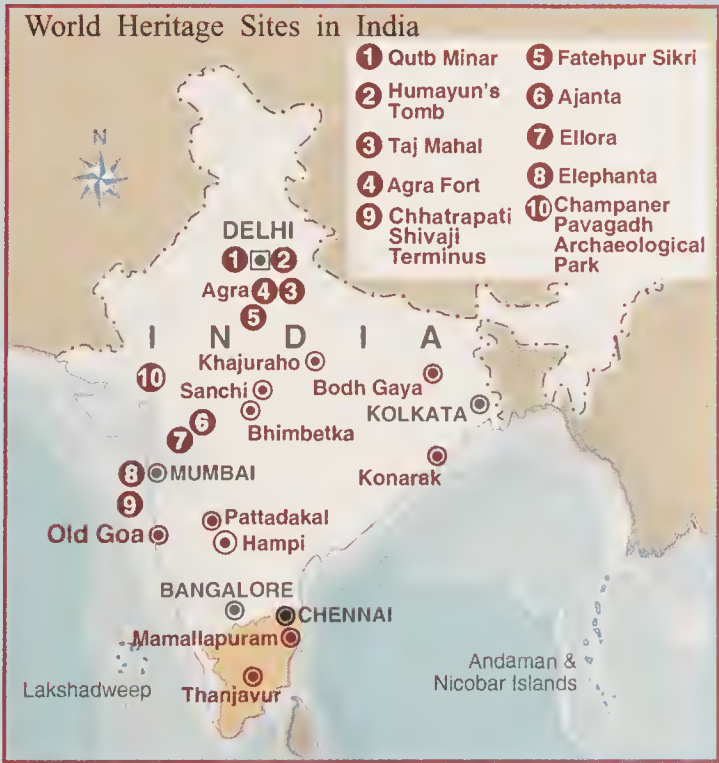 World Heritage Sites in India
1 Qutb Minar
2 Humayun's
Tomb
3 Taj Mahal
4 Agra Fort
9 Chhatrapati
Shivaji
Terminus
5 Fatehpur Sikri
6 Ajanta
7 Ellora
8 Elephanta
10 Champaner
Pavagadh
Archaeological
Park
N
DELHI
1 2
Agra 4 3
5
I N D I A
Khajuraho
10
Sanchi
Bodh Gaya
KOLKATA
6
Bhimbetka
7
8 MUMBAI
Konarak
9
Old Goa
Pattadakal
Hampi
BANGALORE
CHENNAI
Mamallapuram
Lakshadweep
Thanjavur
Andaman &
Nicobar Islands